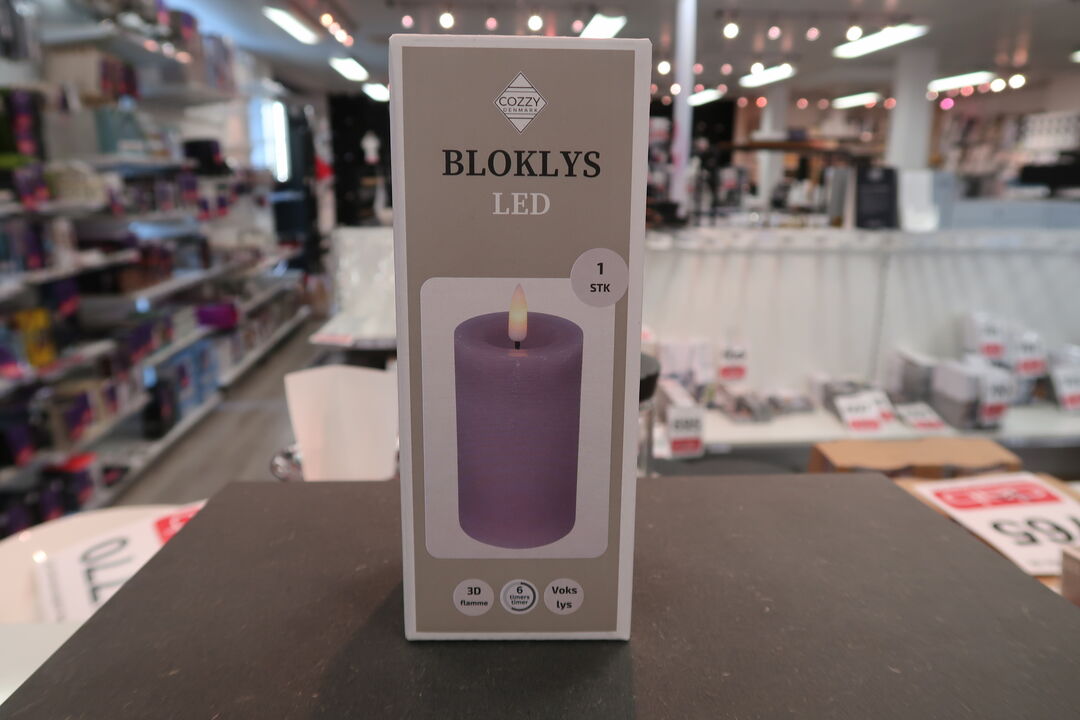 COZZY
DENMARK
BLOKLYS
LED
1
STK
3D
flamme
6
timers
timer
Voks
lys